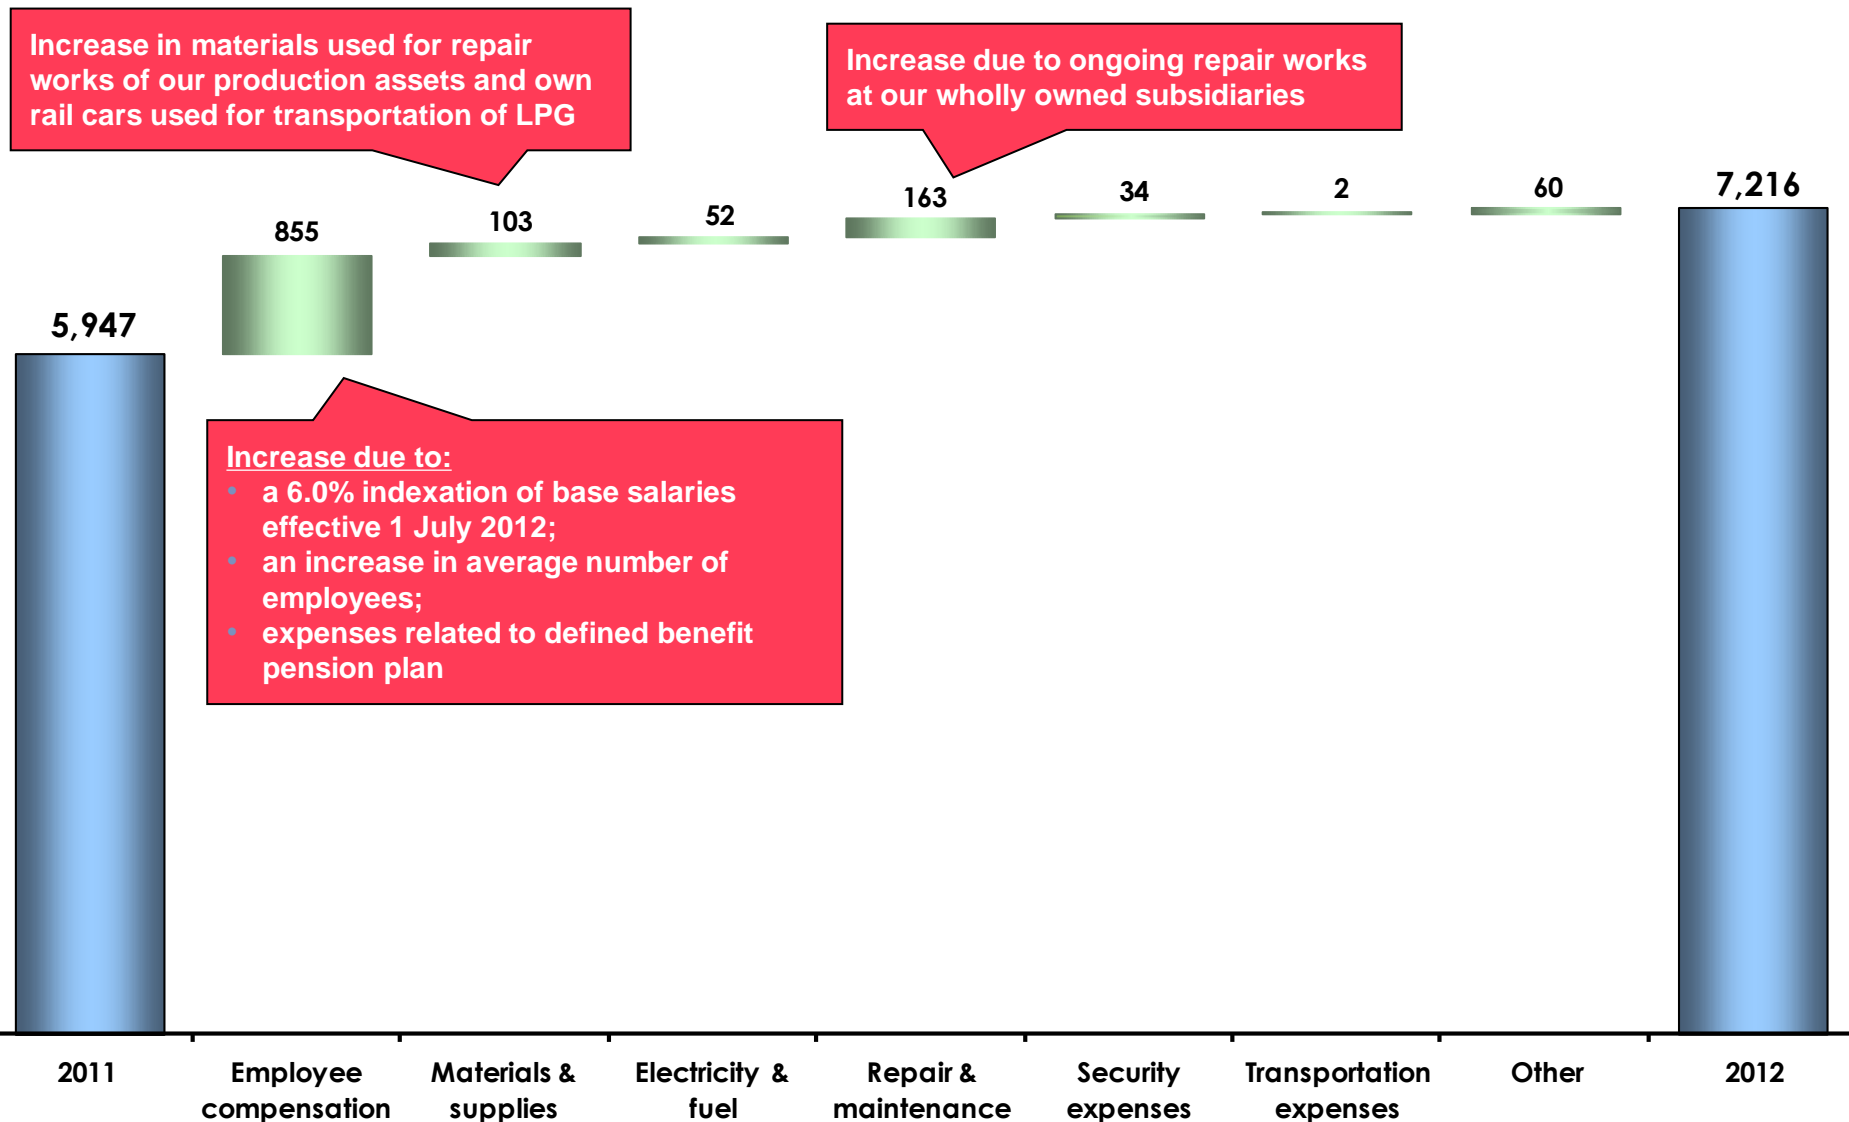 Increase in materials used for repair
works of our production assets and own
rail cars used for transportation of LPG
Increase due to ongoing repair works
at our wholly owned subsidiaries
5,947
855
103
52
163
34
2
60
7,216
Increase due to:
• a 6.0% indexation of base salaries
effective 1 July 2012;
• an increase in average number of
employees;
• expenses related to defined benefit
pension plan
2011
Employee
compensation
Materials &
supplies
Electricity &
fuel
Repair &
maintenance
Security
expenses
Transportation
expenses
Other
2012